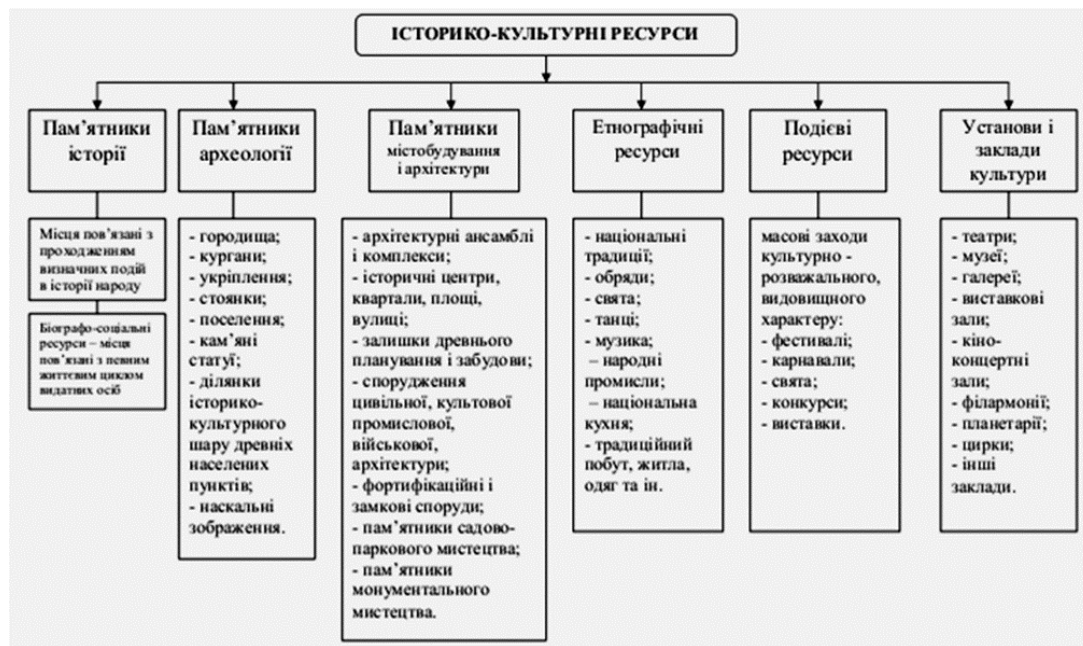 ІСТОРИКО-КУЛЬТУРНІ РЕСУРСИ
Пам’ятники
історії
Місця пов’язані з
проходженням
визначних подій
в історії народу
Біографо-соціальні
ресурси – місця
пов’язані з певним
життєвим циклом
видатних осіб
Пам’ятники
археології
- городища;
- кургани;
- укріплення;
- стоянки;
- поселення;
- кам’яні
статуї;
- ділянки
історико-
культурного
шару древніх
населених
пунктів;
- наскальні
зображення.
Пам’ятники
містобудування
і архітектури
- архітектурні ансамблі
і комплекси;
- історичні центри,
квартали, площі,
вулиці;
- залишки древнього
планування і забудови;
- спорудження
цивільної, культової
промислової,
військової,
архітектури;
- фортифікаційні і
замкові споруди;
- пам’ятники садово-
паркового мистецтва;
- пам’ятники
монументального
мистецтва.
Етнографічні
ресурси
- національні
традиції;
- обряди;
- свята;
- танці;
- музика;
– народні
промисли;
– національна
кухня;
- традиційний
побут, житла,
одяг та ін.
Подієві
ресурси
масові заходи
культурно -
розважального,
видовищного
характеру:
- фестивалі;
- карнавали;
- свята;
- конкурси;
- виставки.
Установи і
заклади
культури
- театри;
- музеї;
- галереї;
- виставкові
зали;
- кіно-
концертні
зали;
- філармонії;
- планетарії;
- цирки;
- інші
заклади.